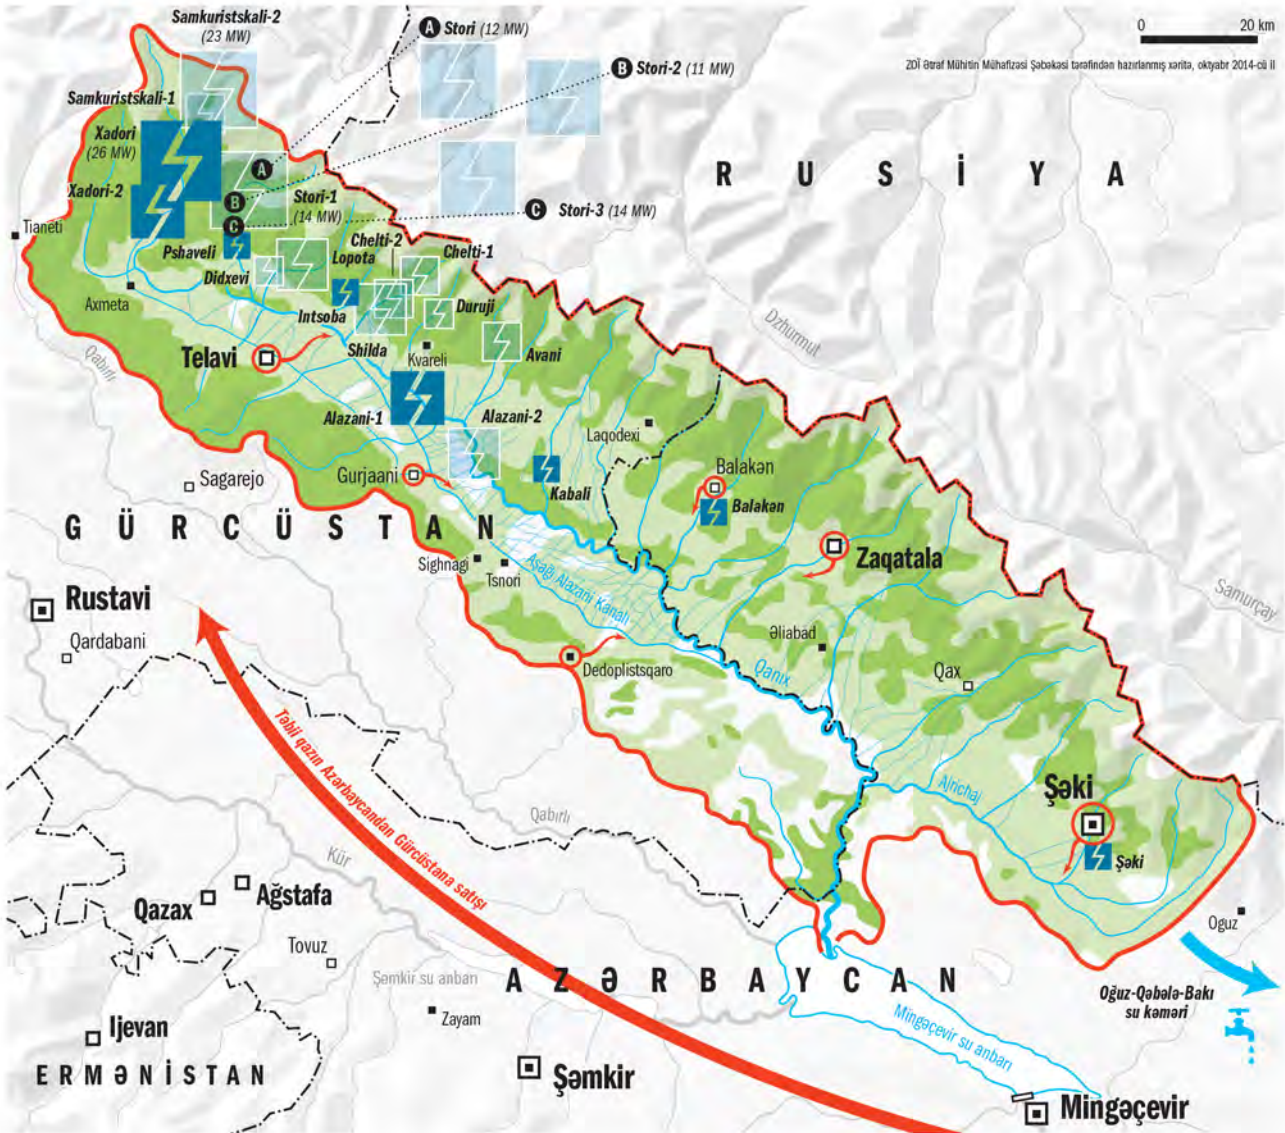 Samkuristskali-2
(23 MW)
A Stori (12 MW)
0 20 km
ZOÏ Ətraf Mühitin Mühafizəsi Şəbəkəsi tərəfindən hazırlanmış xəritə, oktyabr 2014-cü il
B Stori-2 (11 MW)
Samkuristskali-1
Xadori
(26 MW)
RUSİYA
A
Xadori-2
B
Stori-1
(14 MW)
C
C Stori-3 (14 MW)
Tianeti
Pshaveli
Chelti-2
Lopota
Chelti-1
Didxevi
Axmeta
Intsoba
Duruji
Dzhurmut
Qabırlı
Telavi
Shilda
Kvareli
Avani
Alazani-1
Alazani-2
Laqodexi
Sagarejo
Gurjaani
Kabali
Balakən
Balakən
GÜRCÜSTAN
Zaqatala
Sighnagi
Tsnori
Aşağı Alazani Kanalı
Samurçay
Rustavi
Qardabani
Əliabad
Dedoplistsqaro
Qanıx
Qax
Təbii qazın Azərbaycandan Gürcüstana satışı
Ajrichaj
Şəki
Qabırlı
Kür
Şəki
Ağstafa
Qazax
Oguz
Tovuz
Şəmkir su anbarı
AZƏRBAYCAN
Oğuz-Qəbələ-Bakı
su kəməri
Zayam
Mingəçevir su anbarı
Ijevan
ERMƏNİSTAN
Şəmkir
Mingəçevir